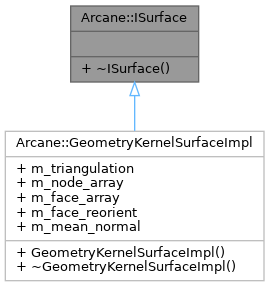 Arcane::ISurface
+ ~ISurface()
Arcane::GeometryKernelSurfaceImpl
+ m_triangulation
+ m_node_array
+ m_face_array
+ m_face_reorient
+ m_mean_normal
+ GeometryKernelSurfaceImpl()
+ ~GeometryKernelSurfaceImpl()